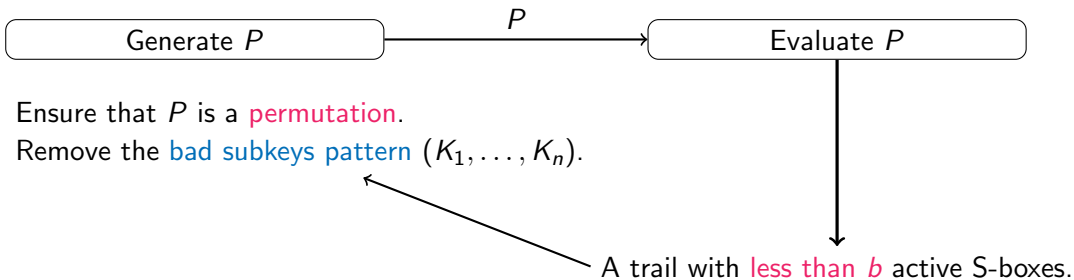 Generate P
P
Evaluate P
Ensure that P is a permutation.
Remove the bad subkeys pattern (K₁, . . . , Kₙ).
A trail with less than b active S-boxes.